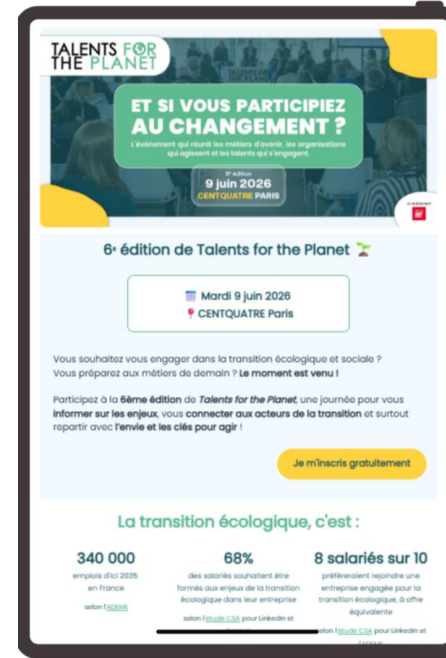 TALENTS FOR
THE PLANET
ET SI VOUS PARTICIPIEZ
AU CHANGEMENT ?
L'événement qui réunit les métiers d'avenir, les organisations
qui agissent et les talents qui s'engagent.
6e édition
9 juin 2026
CENTQUATRE PARIS
6e édition de Talents for the Planet
Mardi 9 juin 2026
CENTQUATRE Paris
Vous souhaitez vous engager dans la transition écologique et sociale ?
Vous préparez aux métiers de demain ? Le moment est venu !
Participez à la 6ème édition de Talents for the Planet, une journée pour vous
informer sur les enjeux, vous connecter aux acteurs de la transition et surtout
repartir avec l'envie et les clés pour agir !
Je m'inscris gratuitement
La transition écologique, c'est :
340 000
emplois d'ici 2035
en France
selon l'ADEME
68%
des salariés souhaitent être
formés aux enjeux de la transition
écologique dans leur entreprise
selon l'étude CSA pour LinkedIn et
8 salariés sur 10
préféreraient rejoindre une
entreprise engagée pour la
transition écologique, à offre
équivalente
selon l'étude CSA pour LinkedIn et